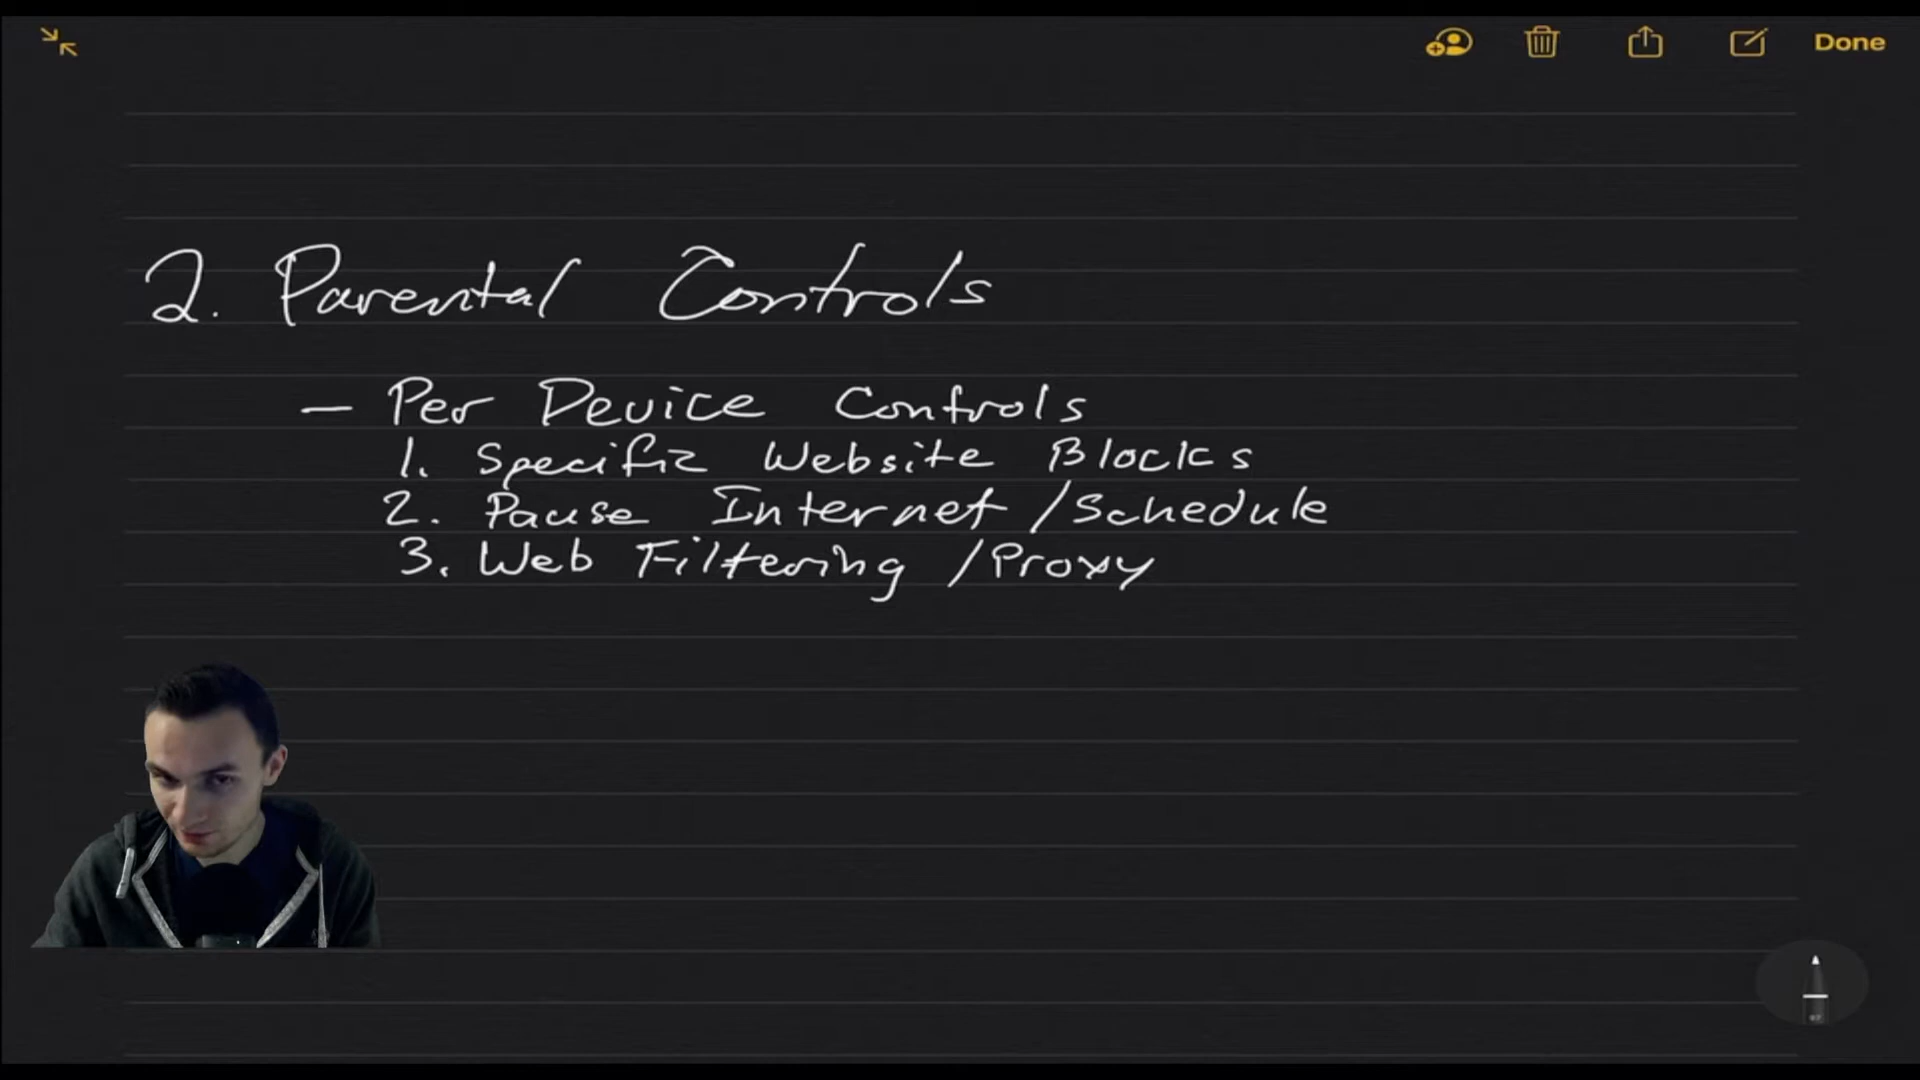 Done
2. Parental Controls
- Per Device Controls
1. Specific Website Blocks
2. Pause Internet /Schedule
3. Web Filtering /Proxy